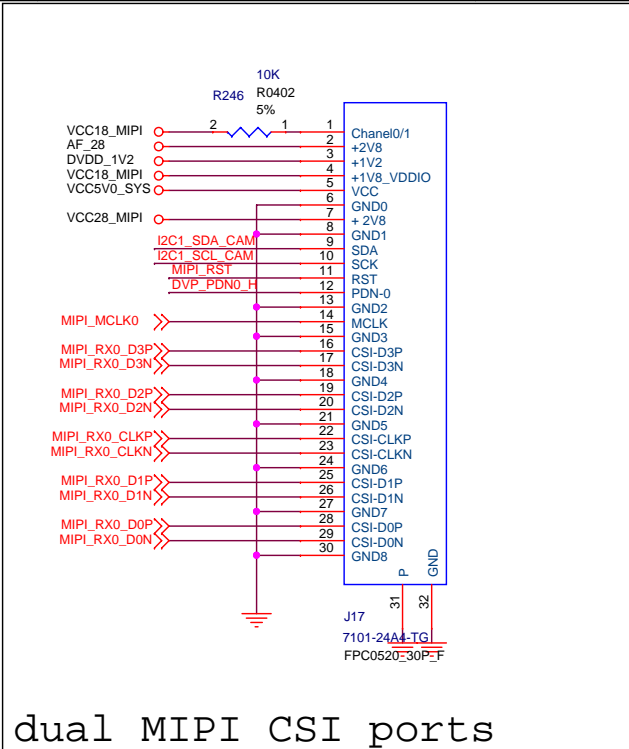 10K
R246 R0402
5%
VCC18_MIPI 2 1 1 Chanel0/1
AF_28 2 +2V8
DVDD_1V2 3 +1V2
VCC18_MIPI 4 +1V8_VDDIO
VCC5V0_SYS 5 VCC
6 GND0
VCC28_MIPI 7 + 2V8
8 GND1
I2C1_SDA_CAM 9 SDA
I2C1_SCL_CAM 10 SCK
MIPI_RST 11 RST
DVP_PDN0_H 12 PDN-0
13 GND2
MIPI_MCLK0 14 MCLK
15 GND3
MIPI_RX0_D3P 16 CSI-D3P
MIPI_RX0_D3N 17 CSI-D3N
18 GND4
MIPI_RX0_D2P 19 CSI-D2P
MIPI_RX0_D2N 20 CSI-D2N
21 GND5
MIPI_RX0_CLKP 22 CSI-CLKP
MIPI_RX0_CLKN 23 CSI-CLKN
24 GND6
MIPI_RX0_D1P 25 CSI-D1P
MIPI_RX0_D1N 26 CSI-D1N
27 GND7
MIPI_RX0_D0P 28 CSI-D0P
MIPI_RX0_D0N 29 CSI-D0N
30 GND8
P GND
31 32
J17
7101-24A4-TG
FPC0520_30P_F
dual MIPI CSI ports